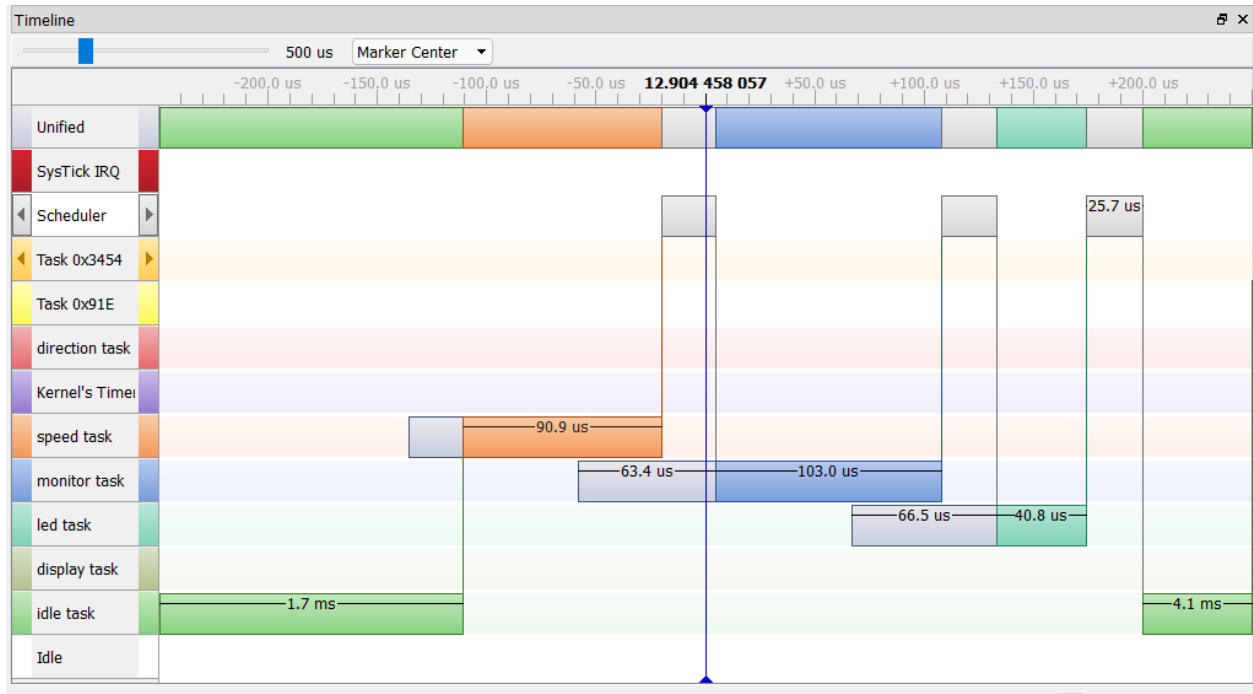 Timeline
500 us Marker Center
-200.0 us -150.0 us -100.0 us -50.0 us 12.904 458 057 +50.0 us +100.0 us +150.0 us +200.0 us
Unified
SysTick IRQ
Scheduler 25.7 us
Task 0x3454
Task 0x91E
direction task
Kernel's Timer
speed task 90.9 us
monitor task 63.4 us 103.0 us
led task 66.5 us 40.8 us
display task
idle task 1.7 ms 4.1 ms
Idle